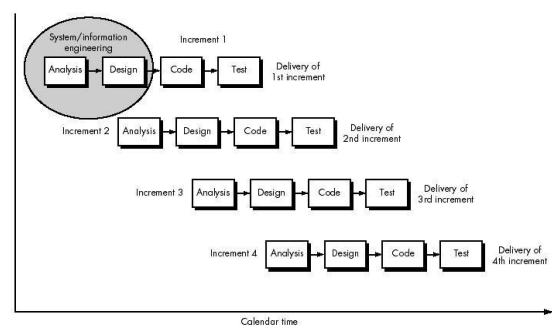 System/information
engineering
Increment 1
Analysis
Design
Code
Test
Delivery of
1st increment
Increment 2
Analysis
Design
Code
Test
Delivery of
2nd increment
Increment 3
Analysis
Design
Code
Test
Delivery of
3rd increment
Increment 4
Analysis
Design
Code
Test
Delivery of
4th increment
Calendar time